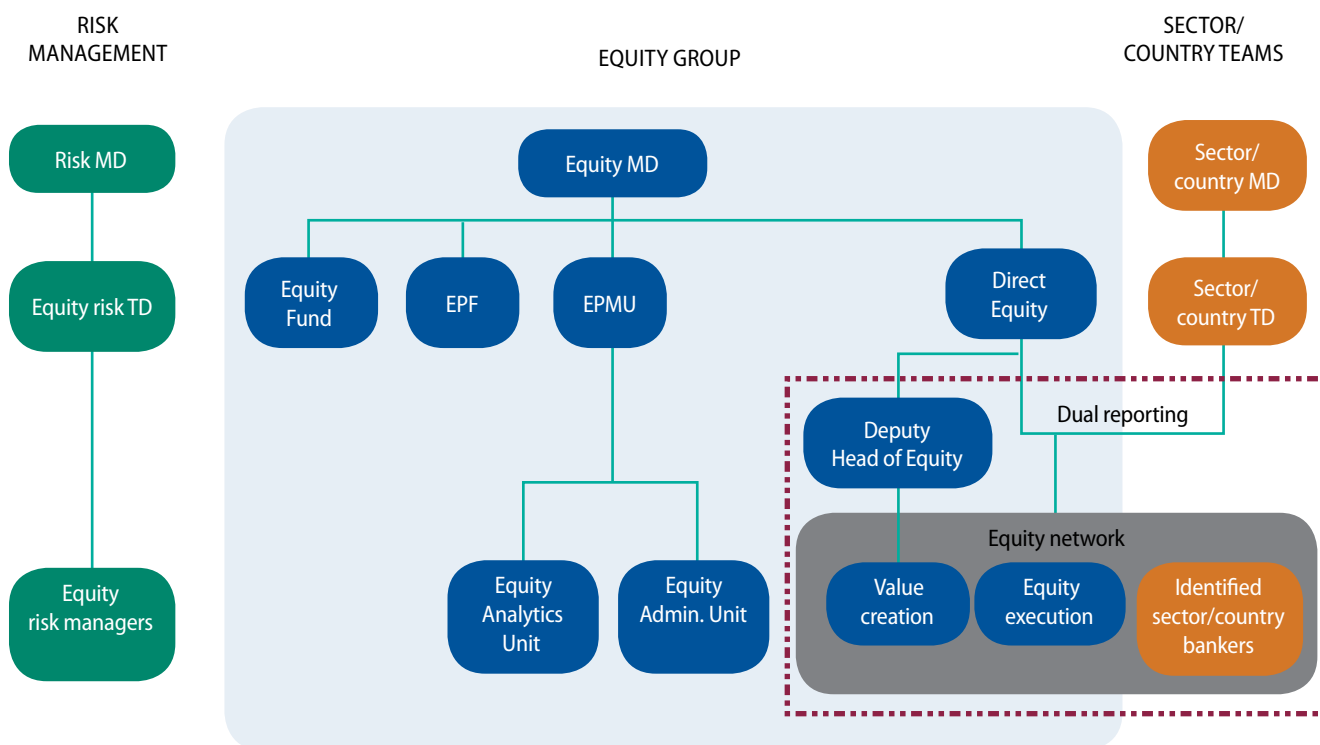 RISK
MANAGEMENT
EQUITY GROUP
SECTOR/
COUNTRY TEAMS
Risk MD
Equity MD
Sector/
country MD
Equity risk TD
Equity
Fund
EPF
EPMU
Direct
Equity
Sector/
country TD
Dual reporting
Deputy
Head of Equity
Equity network
Equity
risk managers
Equity
Analytics
Unit
Equity
Admin. Unit
Value
creation
Equity
execution
Identified
sector/country
bankers